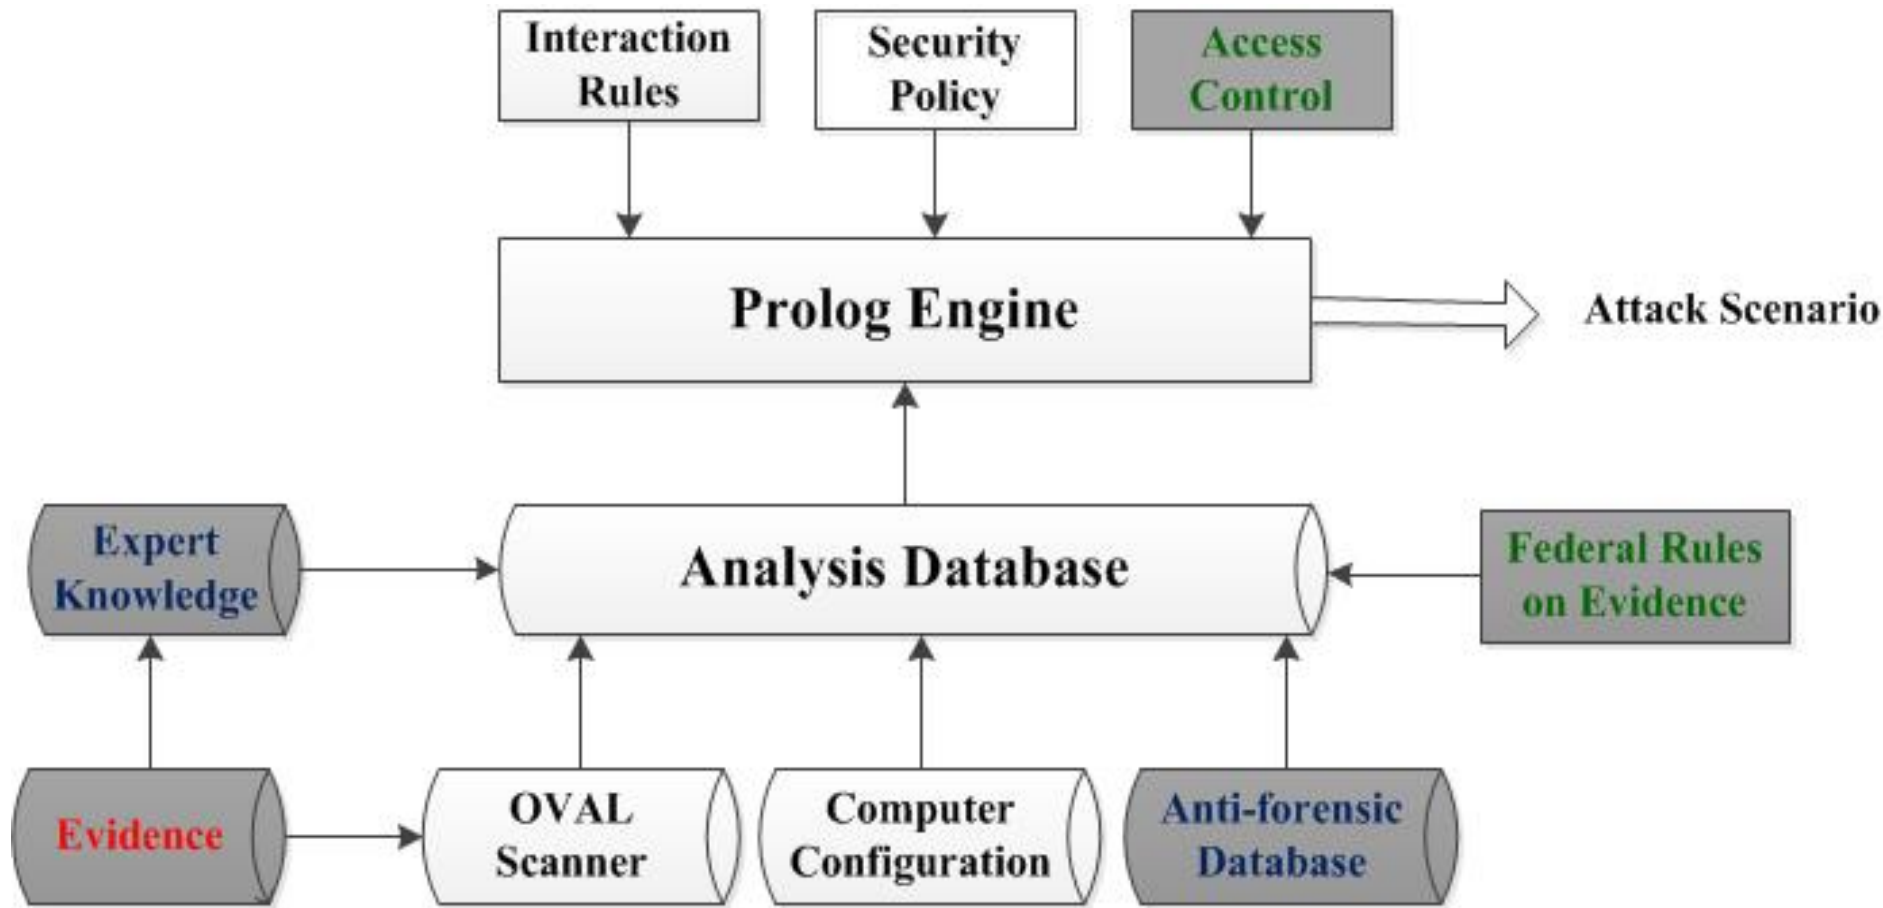 Interaction
Rules
Security
Policy
Access
Control
Prolog Engine
Attack Scenario
Expert
Knowledge
Analysis Database
Federal Rules
on Evidence
Evidence
OVAL
Scanner
Computer
Configuration
Anti-forensic
Database